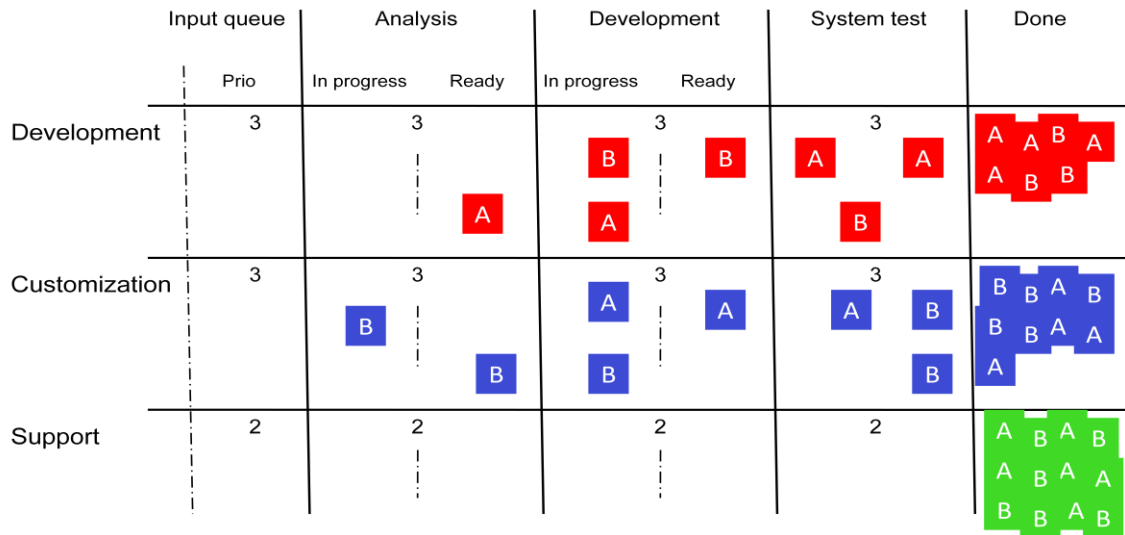 Input queue Analysis Development System test Done
Prio In progress Ready In progress Ready
Development 3 3 3 3
B B A A A A B A
A A B B
A B
Customization 3 3 3 3
A A A B B B A B
B B B A A
B B B A
Support 2 2 2 2
A B A B
A B A A
B B A B